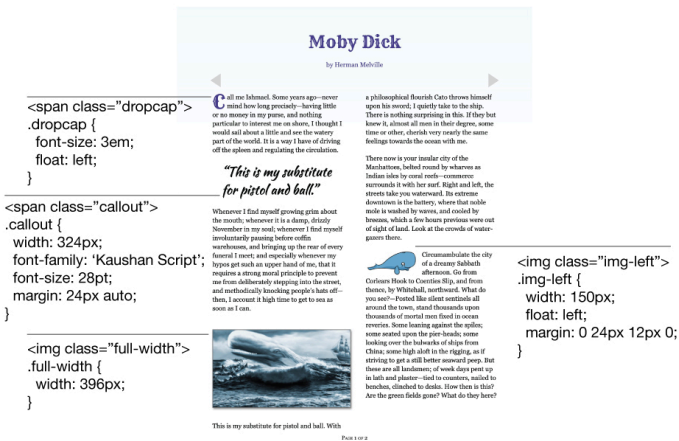 Moby Dick
by Herman Melville
<span class=”dropcap”>
.dropcap {
font-size: 3em;
float: left;
}
<span class=”callout”>
.callout {
width: 324px;
font-family: ‘Kaushan Script’;
font-size: 28pt;
margin: 24px auto;
}
<img class=”full-width”>
.full-width {
width: 396px;
}
Call me Ishmael. Some years ago—never
mind how long precisely—having little
or no money in my purse, and nothing
particular to interest me on shore, I thought I
would sail about a little and see the watery
part of the world. It is a way I have of driving
off the spleen and regulating the circulation.
“This is my substitute
for pistol and ball.”
Whenever I find myself growing grim about
the mouth; whenever it is a damp, drizzly
November in my soul; whenever I find myself
involuntarily pausing before coffin
warehouses, and bringing up the rear of every
funeral I meet; and especially whenever my
hypos get such an upper hand of me, that it
requires a strong moral principle to prevent
me from deliberately stepping into the street,
and methodically knocking people's hats off—
then, I account it high time to get to sea as
soon as I can.
This is my substitute for pistol and ball. With
a philosophical flourish Cato throws himself
upon his sword; I quietly take to the ship.
There is nothing surprising in this. If they but
knew it, almost all men in their degree, some
time or other, cherish very nearly the same
feelings towards the ocean with me.
There now is your insular city of the
Manhattoes, belted round by wharves as
Indian isles by coral reefs—commerce
surrounds it with her surf. Right and left, the
streets take you waterward. Its extreme
downtown is the battery, where that noble
mole is washed by waves, and cooled by
breezes, which a few hours previous were out
of sight of land. Look at the crowds of water-
gazers there.
Circumambulate the city
of a dreamy Sabbath
afternoon. Go from
Corlears Hook to Coenties Slip, and from
thence, by Whitehall, northward. What do
you see?—Posted like silent sentinels all
around the town, stand thousands upon
thousands of mortal men fixed in ocean
reveries. Some leaning against the spiles;
some seated upon the pier-heads; some
looking over the bulwarks of ships from
China; some high aloft in the rigging, as if
striving to get a still better seaward peep. But
these are all landsmen; of week days pent up
in lath and plaster—tied to counters, nailed to
benches, clinched to desks. How then is this?
Are the green fields gone? What do they here?
<img class=”img-left”>
.img-left {
width: 150px;
float: left;
margin: 0 24px 12px 0;
}
Page 1 of 2